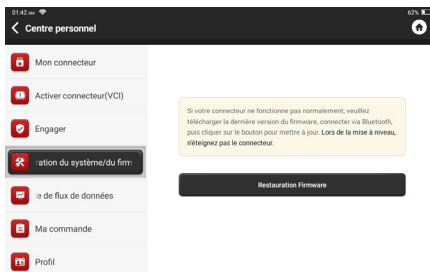 01:42 AM
62%
Centre personnel
Mon connecteur
Activer connecteur(VCI)
Engager
ration du système/du firm
e de flux de données
Ma commande
Profil
Si votre connecteur ne fonctionne pas normalement, veuillez
télécharger la dernière version du firmware, connecter via Bluetooth,
puis cliquer sur le bouton pour mettre à jour. Lors de la mise à niveau,
n'éteignez pas le connecteur.
Restauration Firmware